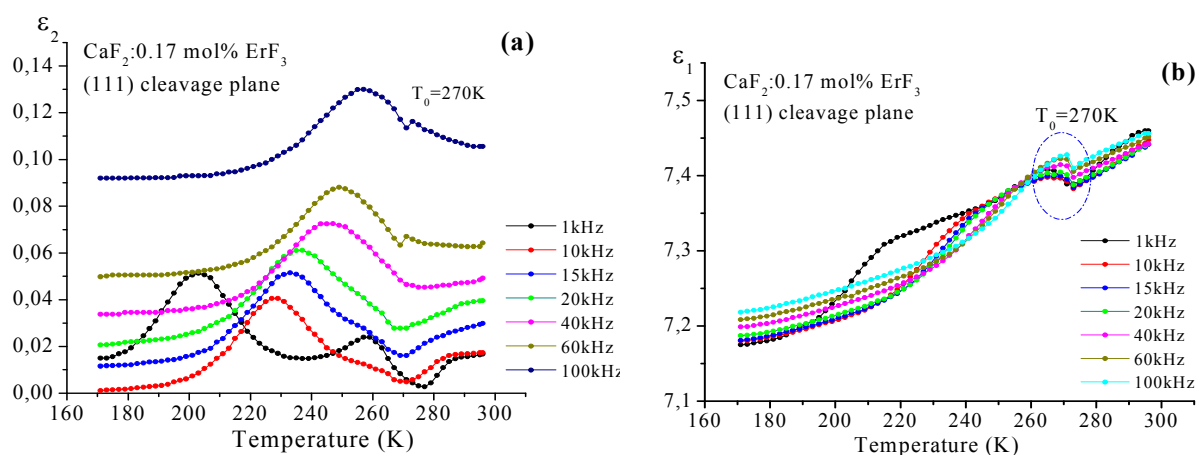 ε₂
(a)
CaF₂:0.17 mol% ErF₃
(111) cleavage plane
T₀=270K
0,14
0,12
0,10
0,08
0,06
0,04
0,02
0,00
1kHz
10kHz
15kHz
20kHz
40kHz
60kHz
100kHz
160 180 200 220 240 260 280 300
Temperature (K)
ε₁
(b)
CaF₂:0.17 mol% ErF₃
(111) cleavage plane
T₀=270K
7,5
7,4
7,3
7,2
7,1
1kHz
10kHz
15kHz
20kHz
40kHz
60kHz
100kHz
160 180 200 220 240 260 280 300
Temperature (K)